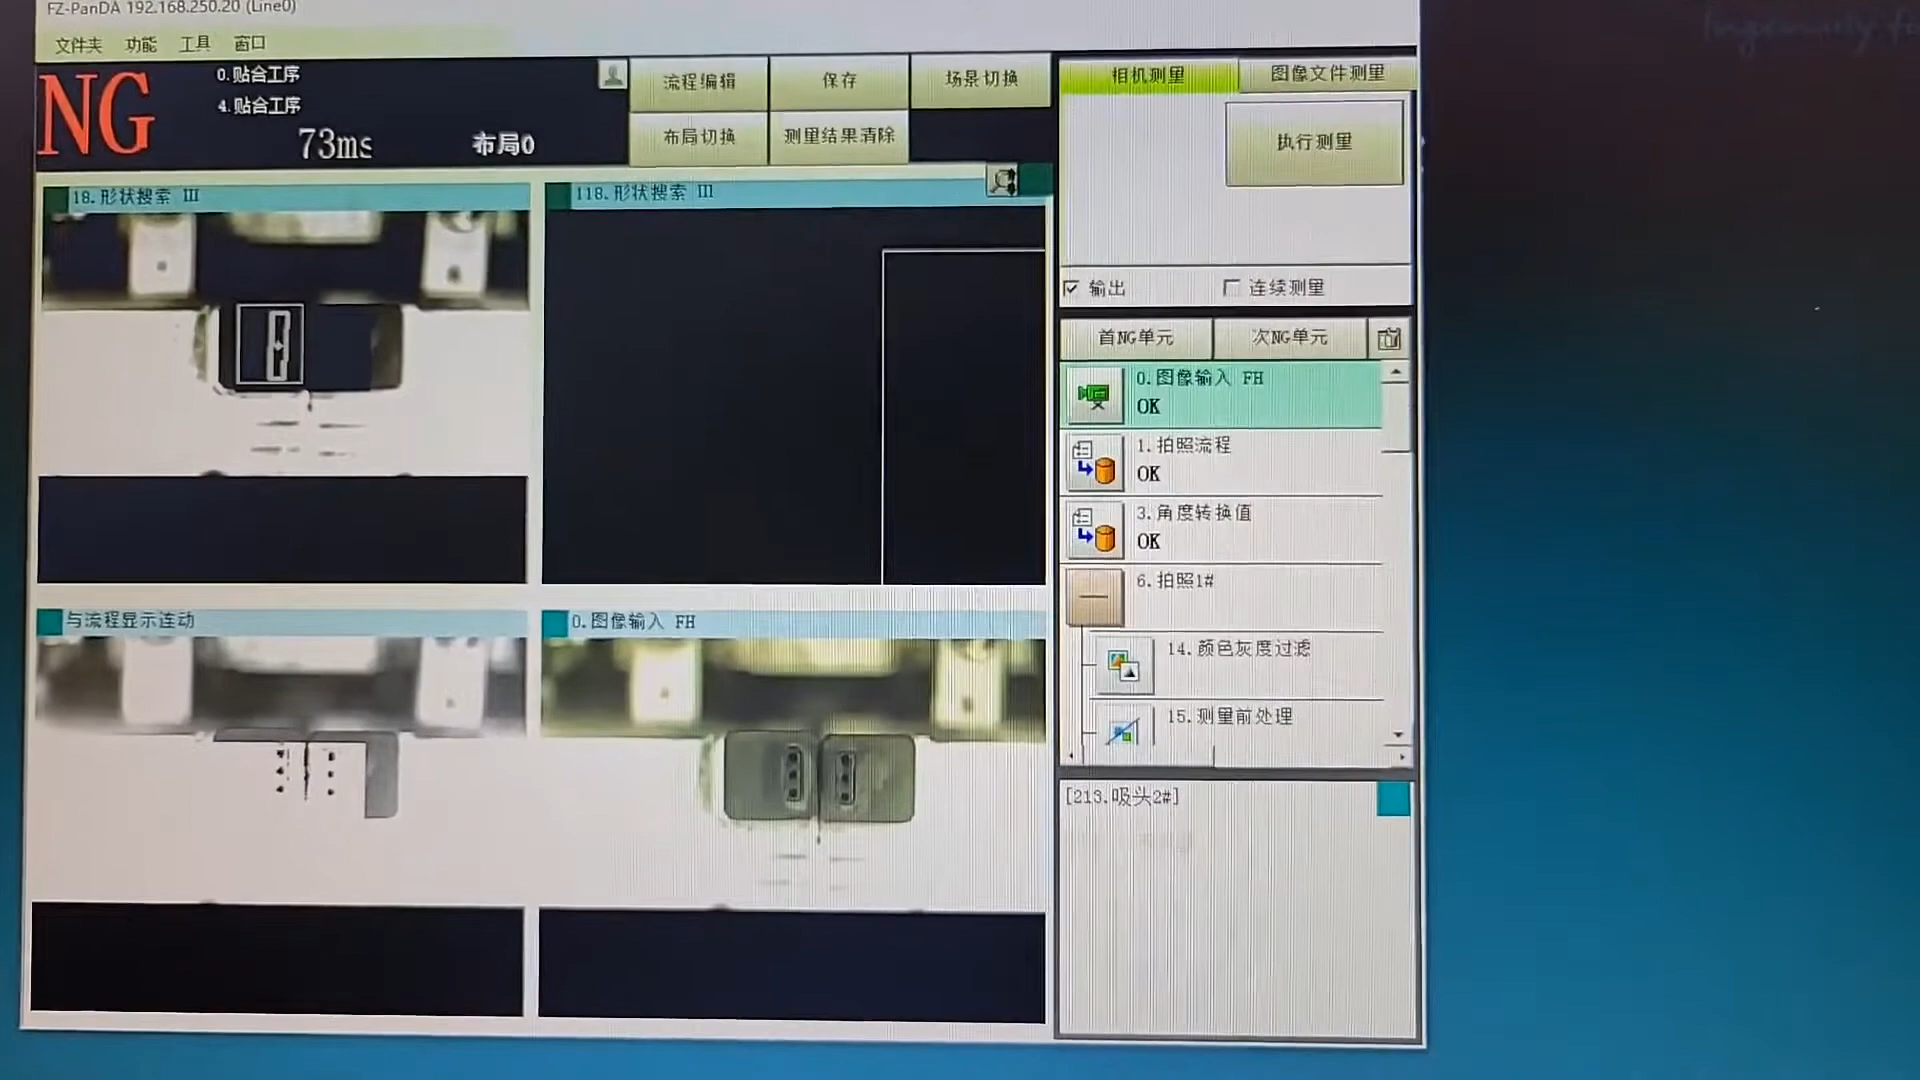 FZ-PanDA 192.168.250.20 (Line0)
文件夹 功能 工具 窗口
NG
0.贴合工序
4.贴合工序
73ms
布局0
流程编辑
保存
场景切换
布局切换
测量结果清除
相机测量
图像文件测量
执行测量
输出
连续测量
首NG单元
次NG单元
0.图像输入 FH
OK
1.拍照流程
OK
3.角度转换值
OK
6.拍照1#
14.颜色灰度过滤
15.测量前处理
[213.吸头2#]
18.形状搜索 III
118.形状搜索 III
与流程显示连动
0.图像输入 FH